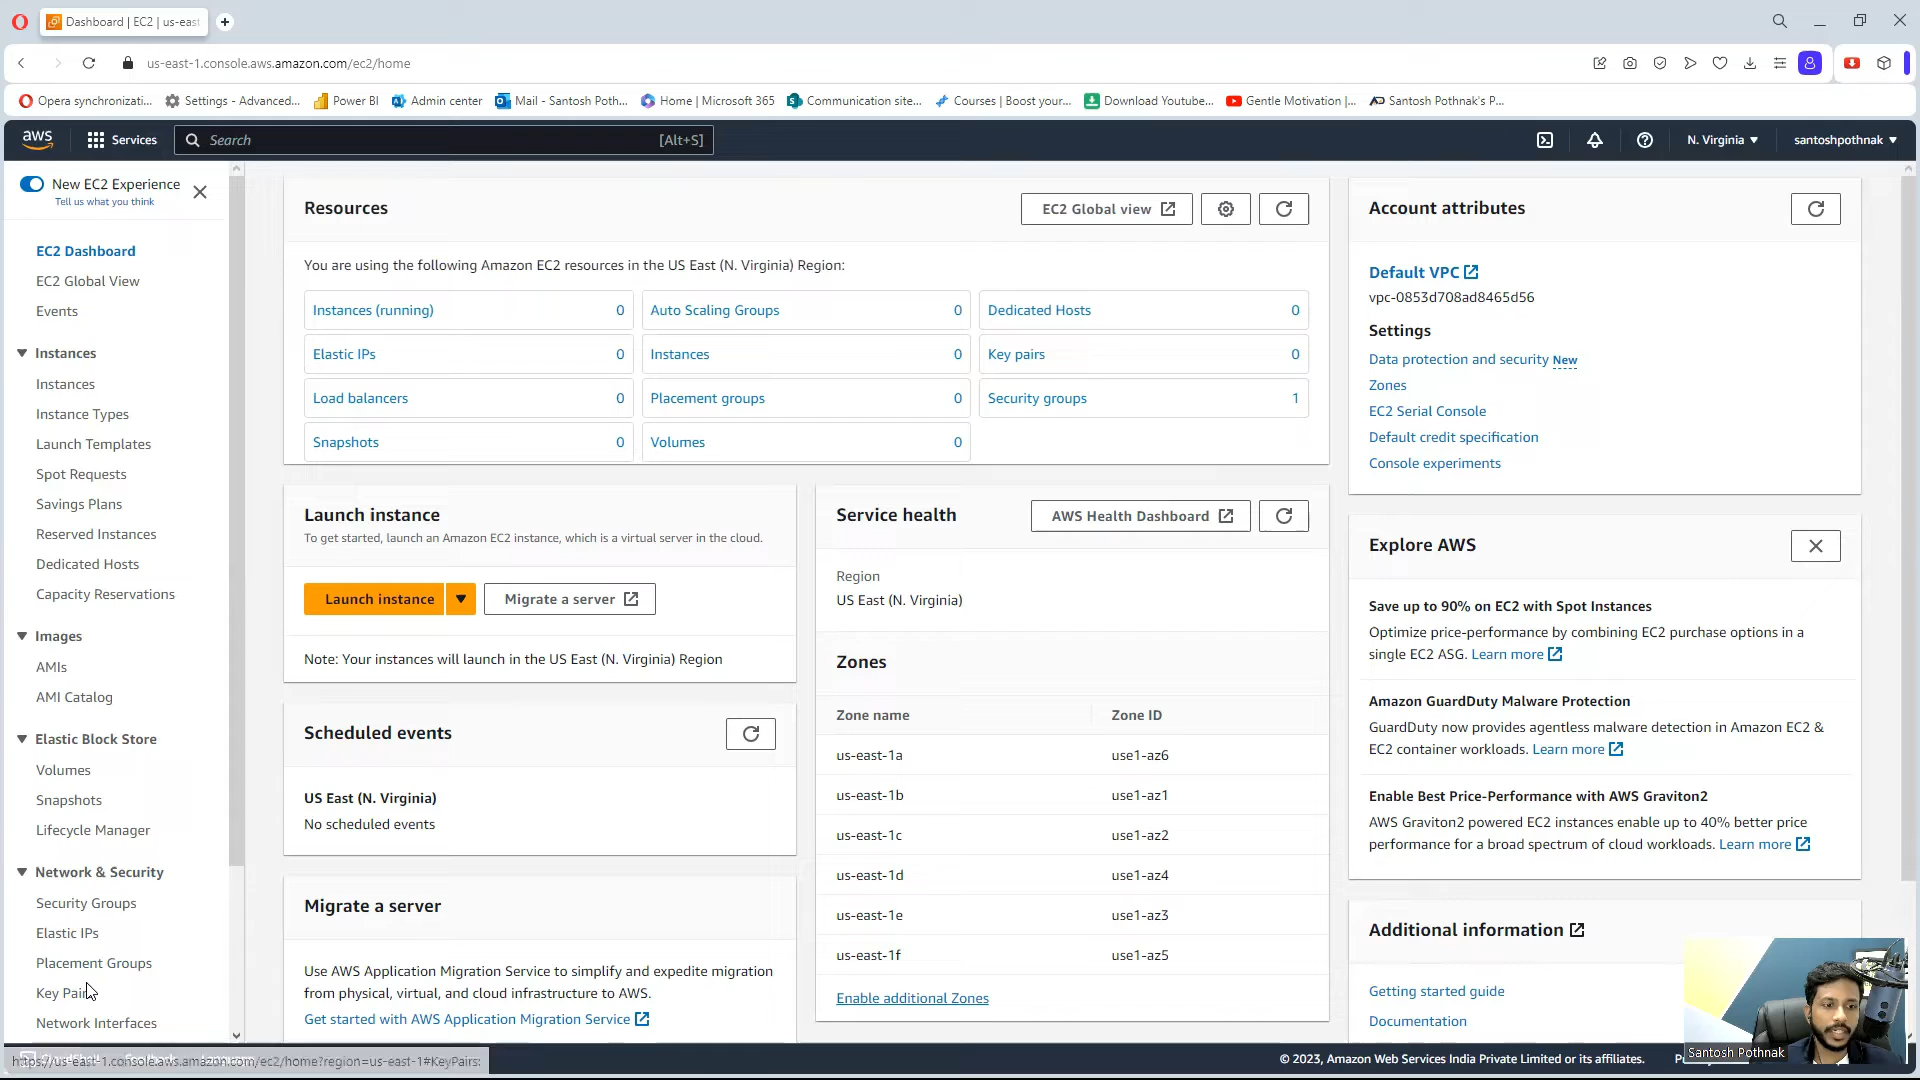 Dashboard | EC2 | us-east
us-east-1.console.aws.amazon.com/ec2/home
Opera synchronizati...
Settings - Advanced...
Power BI
Admin center
Mail - Santosh Poth...
Home | Microsoft 365
Communication site...
Courses | Boost your...
Download Youtube...
Gentle Motivation |...
Santosh Pothnak's P...
aws
Services
Search
[Alt+S]
N. Virginia
santoshpothnak
New EC2 Experience
Tell us what you think
EC2 Dashboard
EC2 Global View
Events
Instances
Instances
Instance Types
Launch Templates
Spot Requests
Savings Plans
Reserved Instances
Dedicated Hosts
Capacity Reservations
Images
AMIs
AMI Catalog
Elastic Block Store
Volumes
Snapshots
Lifecycle Manager
Network & Security
Security Groups
Elastic IPs
Placement Groups
Key Pairs
Network Interfaces
https://us-east-1.console.aws.amazon.com/ec2/home?region=us-east-1#KeyPairs:
Resources
EC2 Global view
You are using the following Amazon EC2 resources in the US East (N. Virginia) Region:
Instances (running) 0
Auto Scaling Groups 0
Dedicated Hosts 0
Elastic IPs 0
Instances 0
Key pairs 0
Load balancers 0
Placement groups 0
Security groups 1
Snapshots 0
Volumes 0
Launch instance
To get started, launch an Amazon EC2 instance, which is a virtual server in the cloud.
Launch instance
Migrate a server
Note: Your instances will launch in the US East (N. Virginia) Region
Scheduled events
US East (N. Virginia)
No scheduled events
Migrate a server
Use AWS Application Migration Service to simplify and expedite migration
from physical, virtual, and cloud infrastructure to AWS.
Get started with AWS Application Migration Service
Service health
AWS Health Dashboard
Region
US East (N. Virginia)
Zones
Zone name Zone ID
us-east-1a use1-az6
us-east-1b use1-az1
us-east-1c use1-az2
us-east-1d use1-az4
us-east-1e use1-az3
us-east-1f use1-az5
Enable additional Zones
Account attributes
Default VPC
vpc-0853d708ad8465d56
Settings
Data protection and security New
Zones
EC2 Serial Console
Default credit specification
Console experiments
Explore AWS
Save up to 90% on EC2 with Spot Instances
Optimize price-performance by combining EC2 purchase options in a
single EC2 ASG. Learn more
Amazon GuardDuty Malware Protection
GuardDuty now provides agentless malware detection in Amazon EC2 &
EC2 container workloads. Learn more
Enable Best Price-Performance with AWS Graviton2
AWS Graviton2 powered EC2 instances enable up to 40% better price
performance for a broad spectrum of cloud workloads. Learn more
Additional information
Getting started guide
Documentation
Santosh Pothnak
© 2023, Amazon Web Services India Private Limited or its affiliates.